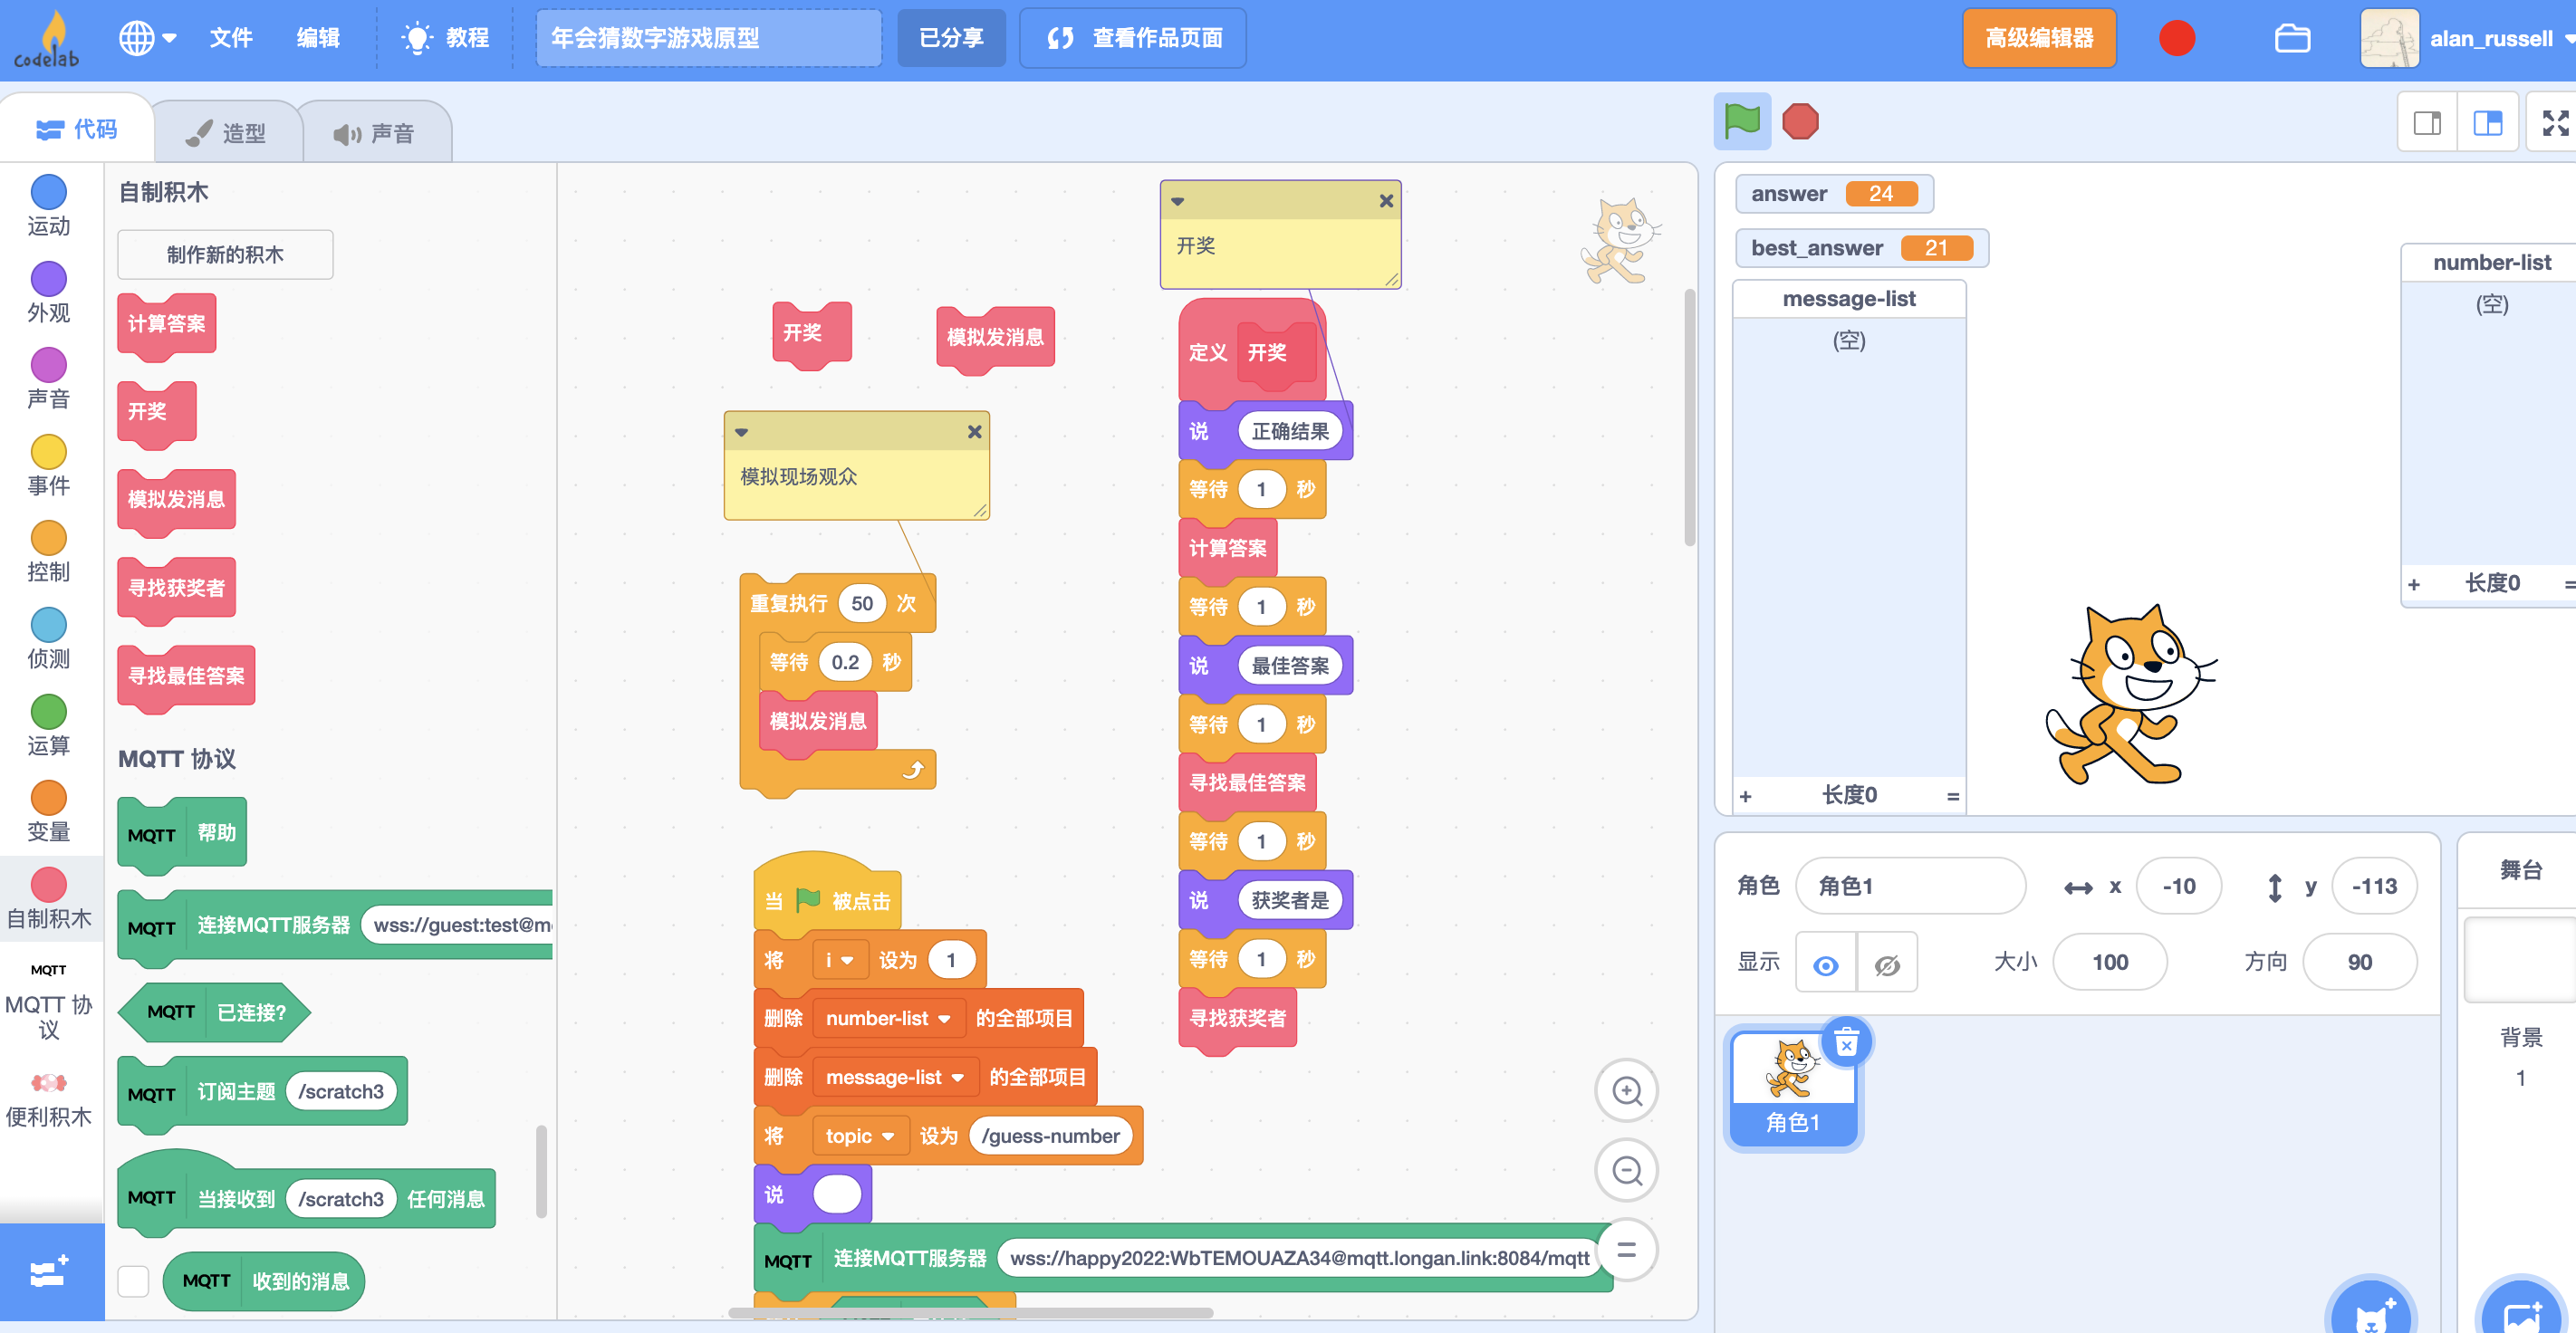 codelab
文件
编辑
教程
年会猜数字游戏原型
已分享
查看作品页面
高级编辑器
alan_russell
代码
造型
声音
运动
外观
声音
事件
控制
侦测
运算
变量
自制积木
MQTT
MQTT 协
议
便利积木
自制积木
制作新的积木
计算答案
开奖
模拟发消息
寻找获奖者
寻找最佳答案
MQTT 协议
MQTT 帮助
MQTT 连接MQTT服务器 wss://guest:test@m
MQTT 已连接?
MQTT 订阅主题 /scratch3
MQTT 当接收到 /scratch3 任何消息
MQTT 收到的消息
开奖
模拟发消息
模拟现场观众
重复执行 50 次
等待 0.2 秒
模拟发消息
当 被点击
将 i 设为 1
删除 number-list 的全部项目
删除 message-list 的全部项目
将 topic 设为 /guess-number
说
MQTT 连接MQTT服务器 wss://happy2022:WbTEMOUAZA34@mqtt.longan.link:8084/mqtt
开奖
定义 开奖
说 正确结果
等待 1 秒
计算答案
等待 1 秒
说 最佳答案
等待 1 秒
寻找最佳答案
等待 1 秒
说 获奖者是
等待 1 秒
寻找获奖者
answer 24
best_answer 21
message-list
(空)
+ 长度0 =
number-list
(空)
+ 长度0 =
角色 角色1 x -10 y -113
显示 大小 100 方向 90
角色1
舞台
背景
1